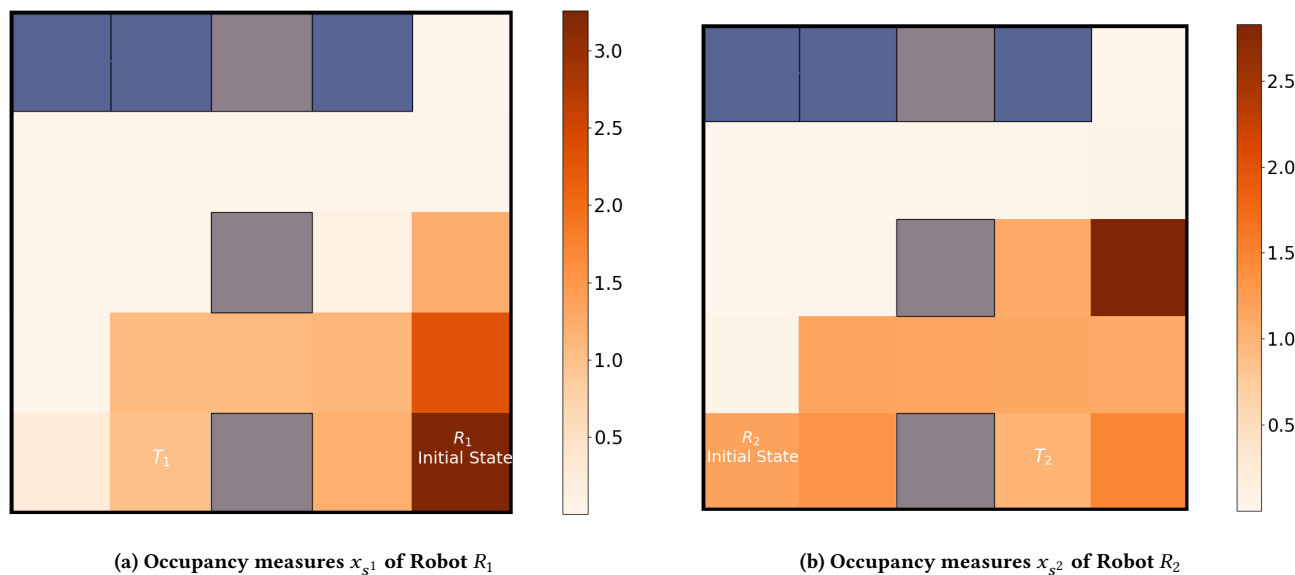 3.0
2.5
2.0
1.5
1.0
0.5
T₁
R₁
Initial State
(a) Occupancy measures xₛ₁ of Robot R₁
2.5
2.0
1.5
1.0
0.5
R₂
Initial State
T₂
(b) Occupancy measures xₛ₂ of Robot R₂